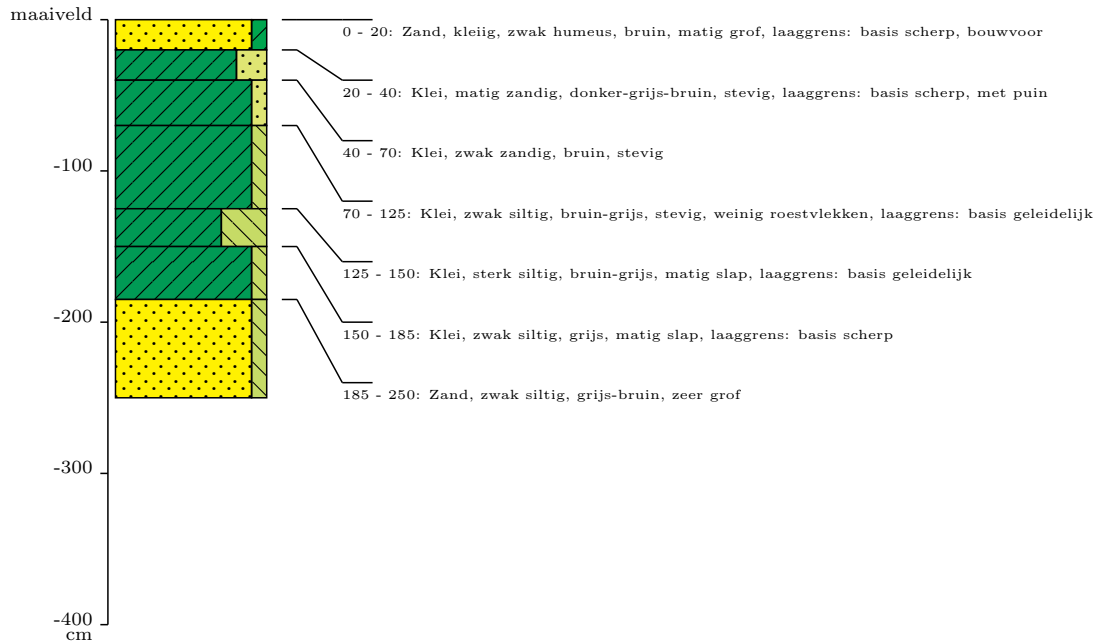 maaiveld
0 - 20: Zand, kleiig, zwak humeus, bruin, matig grof, laaggrens: basis scherp, bouwvoor
20 - 40: Klei, matig zandig, donker-grijs-bruin, stevig, laaggrens: basis scherp, met puin
40 - 70: Klei, zwak zandig, bruin, stevig
-100
70 - 125: Klei, zwak siltig, bruin-grijs, stevig, weinig roestvlekken, laaggrens: basis geleidelijk
125 - 150: Klei, sterk siltig, bruin-grijs, matig slap, laaggrens: basis geleidelijk
-200
150 - 185: Klei, zwak siltig, grijs, matig slap, laaggrens: basis scherp
185 - 250: Zand, zwak siltig, grijs-bruin, zeer grof
-300
-400
cm